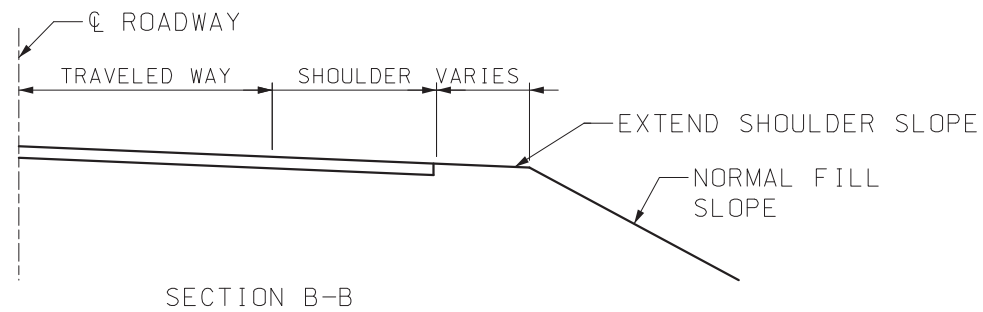 ℄ ROADWAY
TRAVELED WAY
SHOULDER
VARIES
EXTEND SHOULDER SLOPE
NORMAL FILL
SLOPE
SECTION B-B